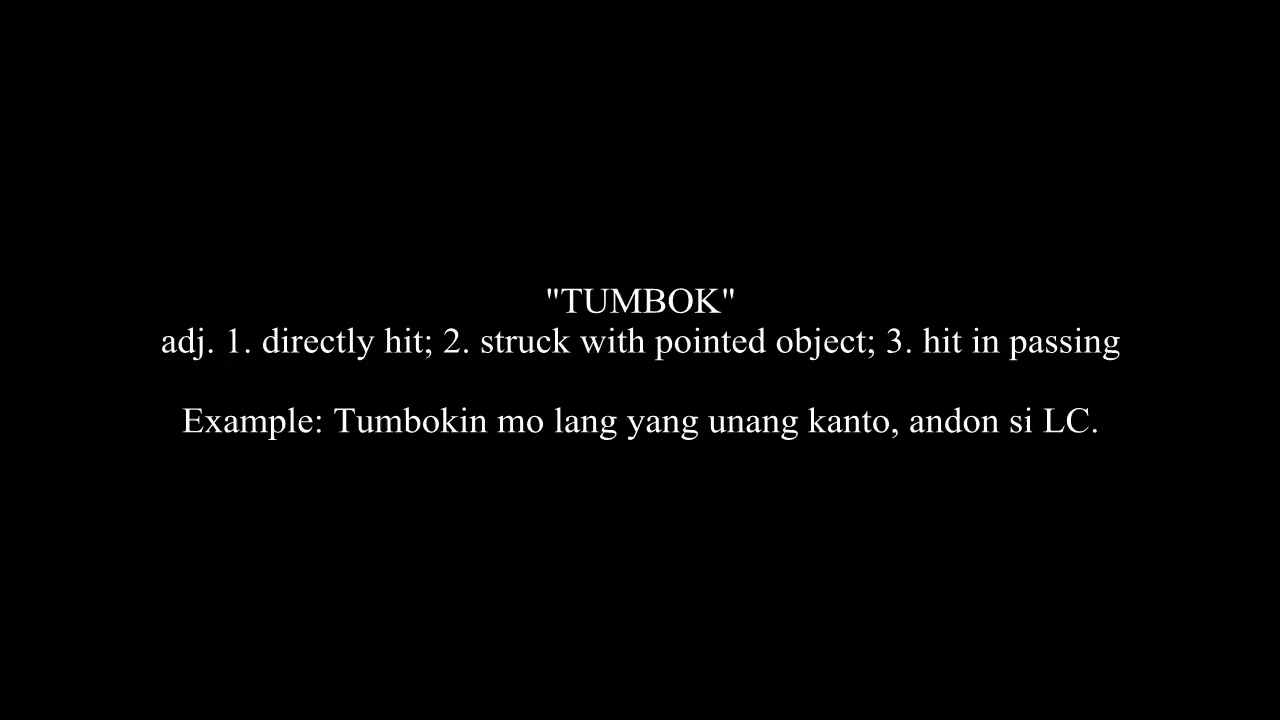 "TUMBOK"
adj. 1. directly hit; 2. struck with pointed object; 3. hit in passing
Example: Tumbokin mo lang yang unang kanto, andon si LC.